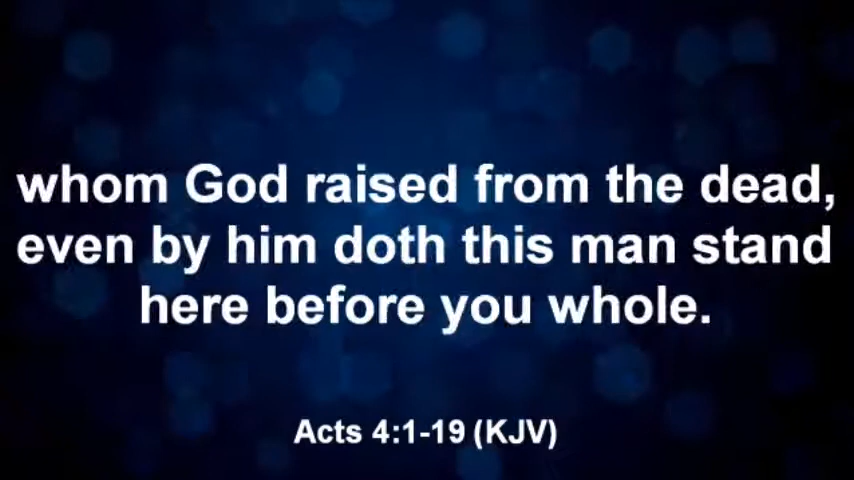 whom God raised from the dead,
even by him doth this man stand
here before you whole.
Acts 4:1-19 (KJV)